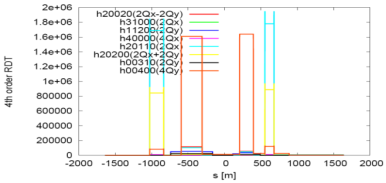 2e+06
1.8e+06
1.6e+06
1.4e+06
1.2e+06
1e+06
800000
600000
400000
200000
0
4th order RDT
h20020(2Qx-2Qy)
h31000(2Qx)
h11200(2Qy)
h40000(4Qx)
h20110(2Qx)
h20200(2Qx+2Qy)
h00310(2Qy)
h00400(4Qy)
-2000 -1500 -1000 -500 0 500 1000 1500 2000
s [m]